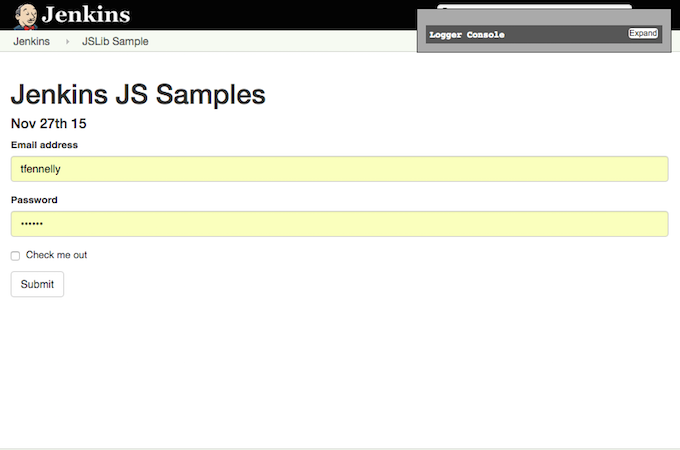 Jenkins
Jenkins › JSLib Sample
Logger Console Expand
Jenkins JS Samples
Nov 27th 15
Email address
tfennelly
Password
••••••
Check me out
Submit